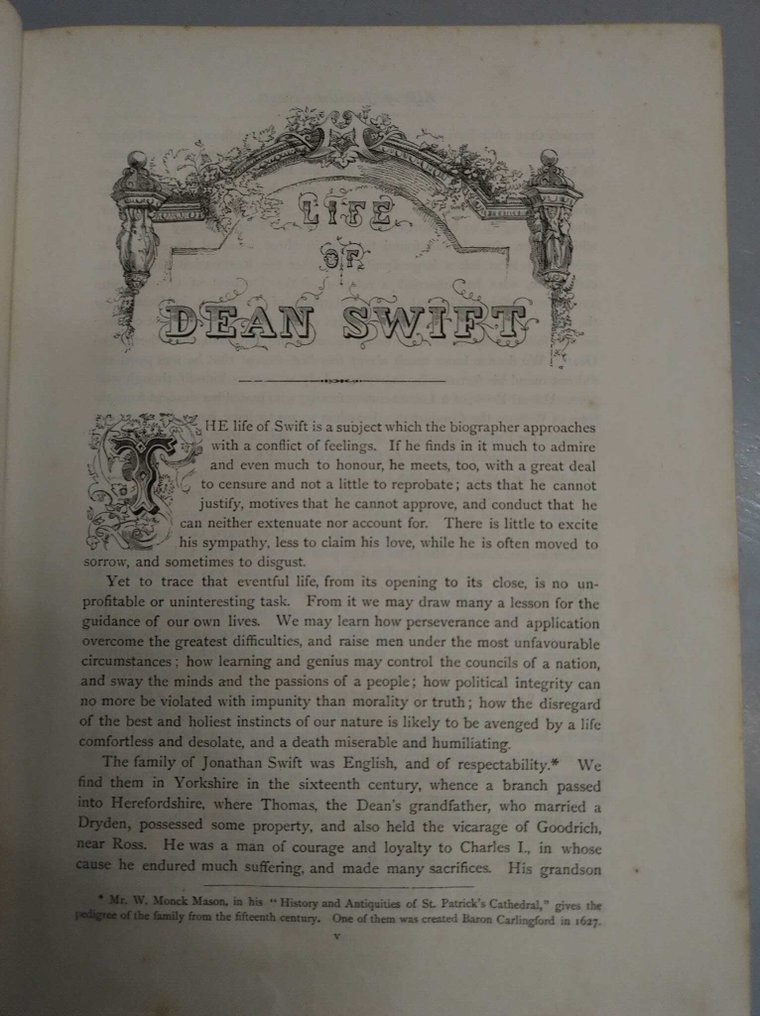 LIFE
OF
DEAN SWIFT
THE life of Swift is a subject which the biographer approaches
with a conflict of feelings. If he finds in it much to admire
and even much to honour, he meets, too, with a great deal
to censure and not a little to reprobate; acts that he cannot
justify, motives that he cannot approve, and conduct that he
can neither extenuate nor account for. There is little to excite
his sympathy, less to claim his love, while he is often moved to
sorrow, and sometimes to disgust.
Yet to trace that eventful life, from its opening to its close, is no un-
profitable or uninteresting task. From it we may draw many a lesson for the
guidance of our own lives. We may learn how perseverance and application
overcome the greatest difficulties, and raise men under the most unfavourable
circumstances; how learning and genius may control the councils of a nation,
and sway the minds and the passions of a people; how political integrity can
no more be violated with impunity than morality or truth; how the disregard
of the best and holiest instincts of our nature is likely to be avenged by a life
comfortless and desolate, and a death miserable and humiliating.
The family of Jonathan Swift was English, and of respectability.* We
find them in Yorkshire in the sixteenth century, whence a branch passed
into Herefordshire, where Thomas, the Dean's grandfather, who married a
Dryden, possessed some property, and also held the vicarage of Goodrich,
near Ross. He was a man of courage and loyalty to Charles I., in whose
cause he endured much suffering, and made many sacrifices. His grandson
* Mr. W. Monck Mason, in his "History and Antiquities of St. Patrick's Cathedral," gives the
pedigree of the family from the fifteenth century. One of them was created Baron Carlingford in 1627.
v